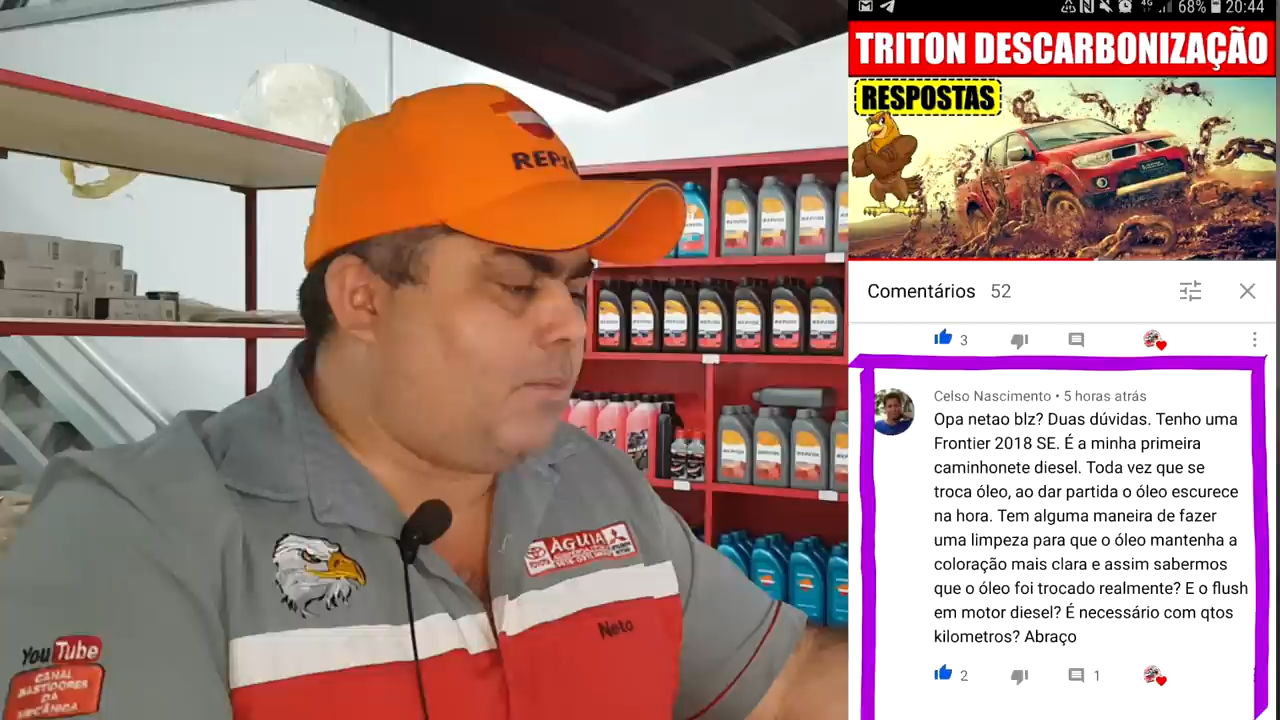 4G 68% 20:44
TRITON DESCARBONIZAÇÃO
RESPOSTAS
Comentários 52
3
Celso Nascimento • 5 horas atrás
Opa netao blz? Duas dúvidas. Tenho uma
Frontier 2018 SE. É a minha primeira
caminhonete diesel. Toda vez que se
troca óleo, ao dar partida o óleo escurece
na hora. Tem alguma maneira de fazer
uma limpeza para que o óleo mantenha a
coloração mais clara e assim sabermos
que o óleo foi trocado realmente? E o flush
em motor diesel? É necessário com qtos
kilometros? Abraço
2 1
REPSOL
ÁGUIA
Neto
YouTube
CANAL
BASTIDORES
DA
MECÂNICA